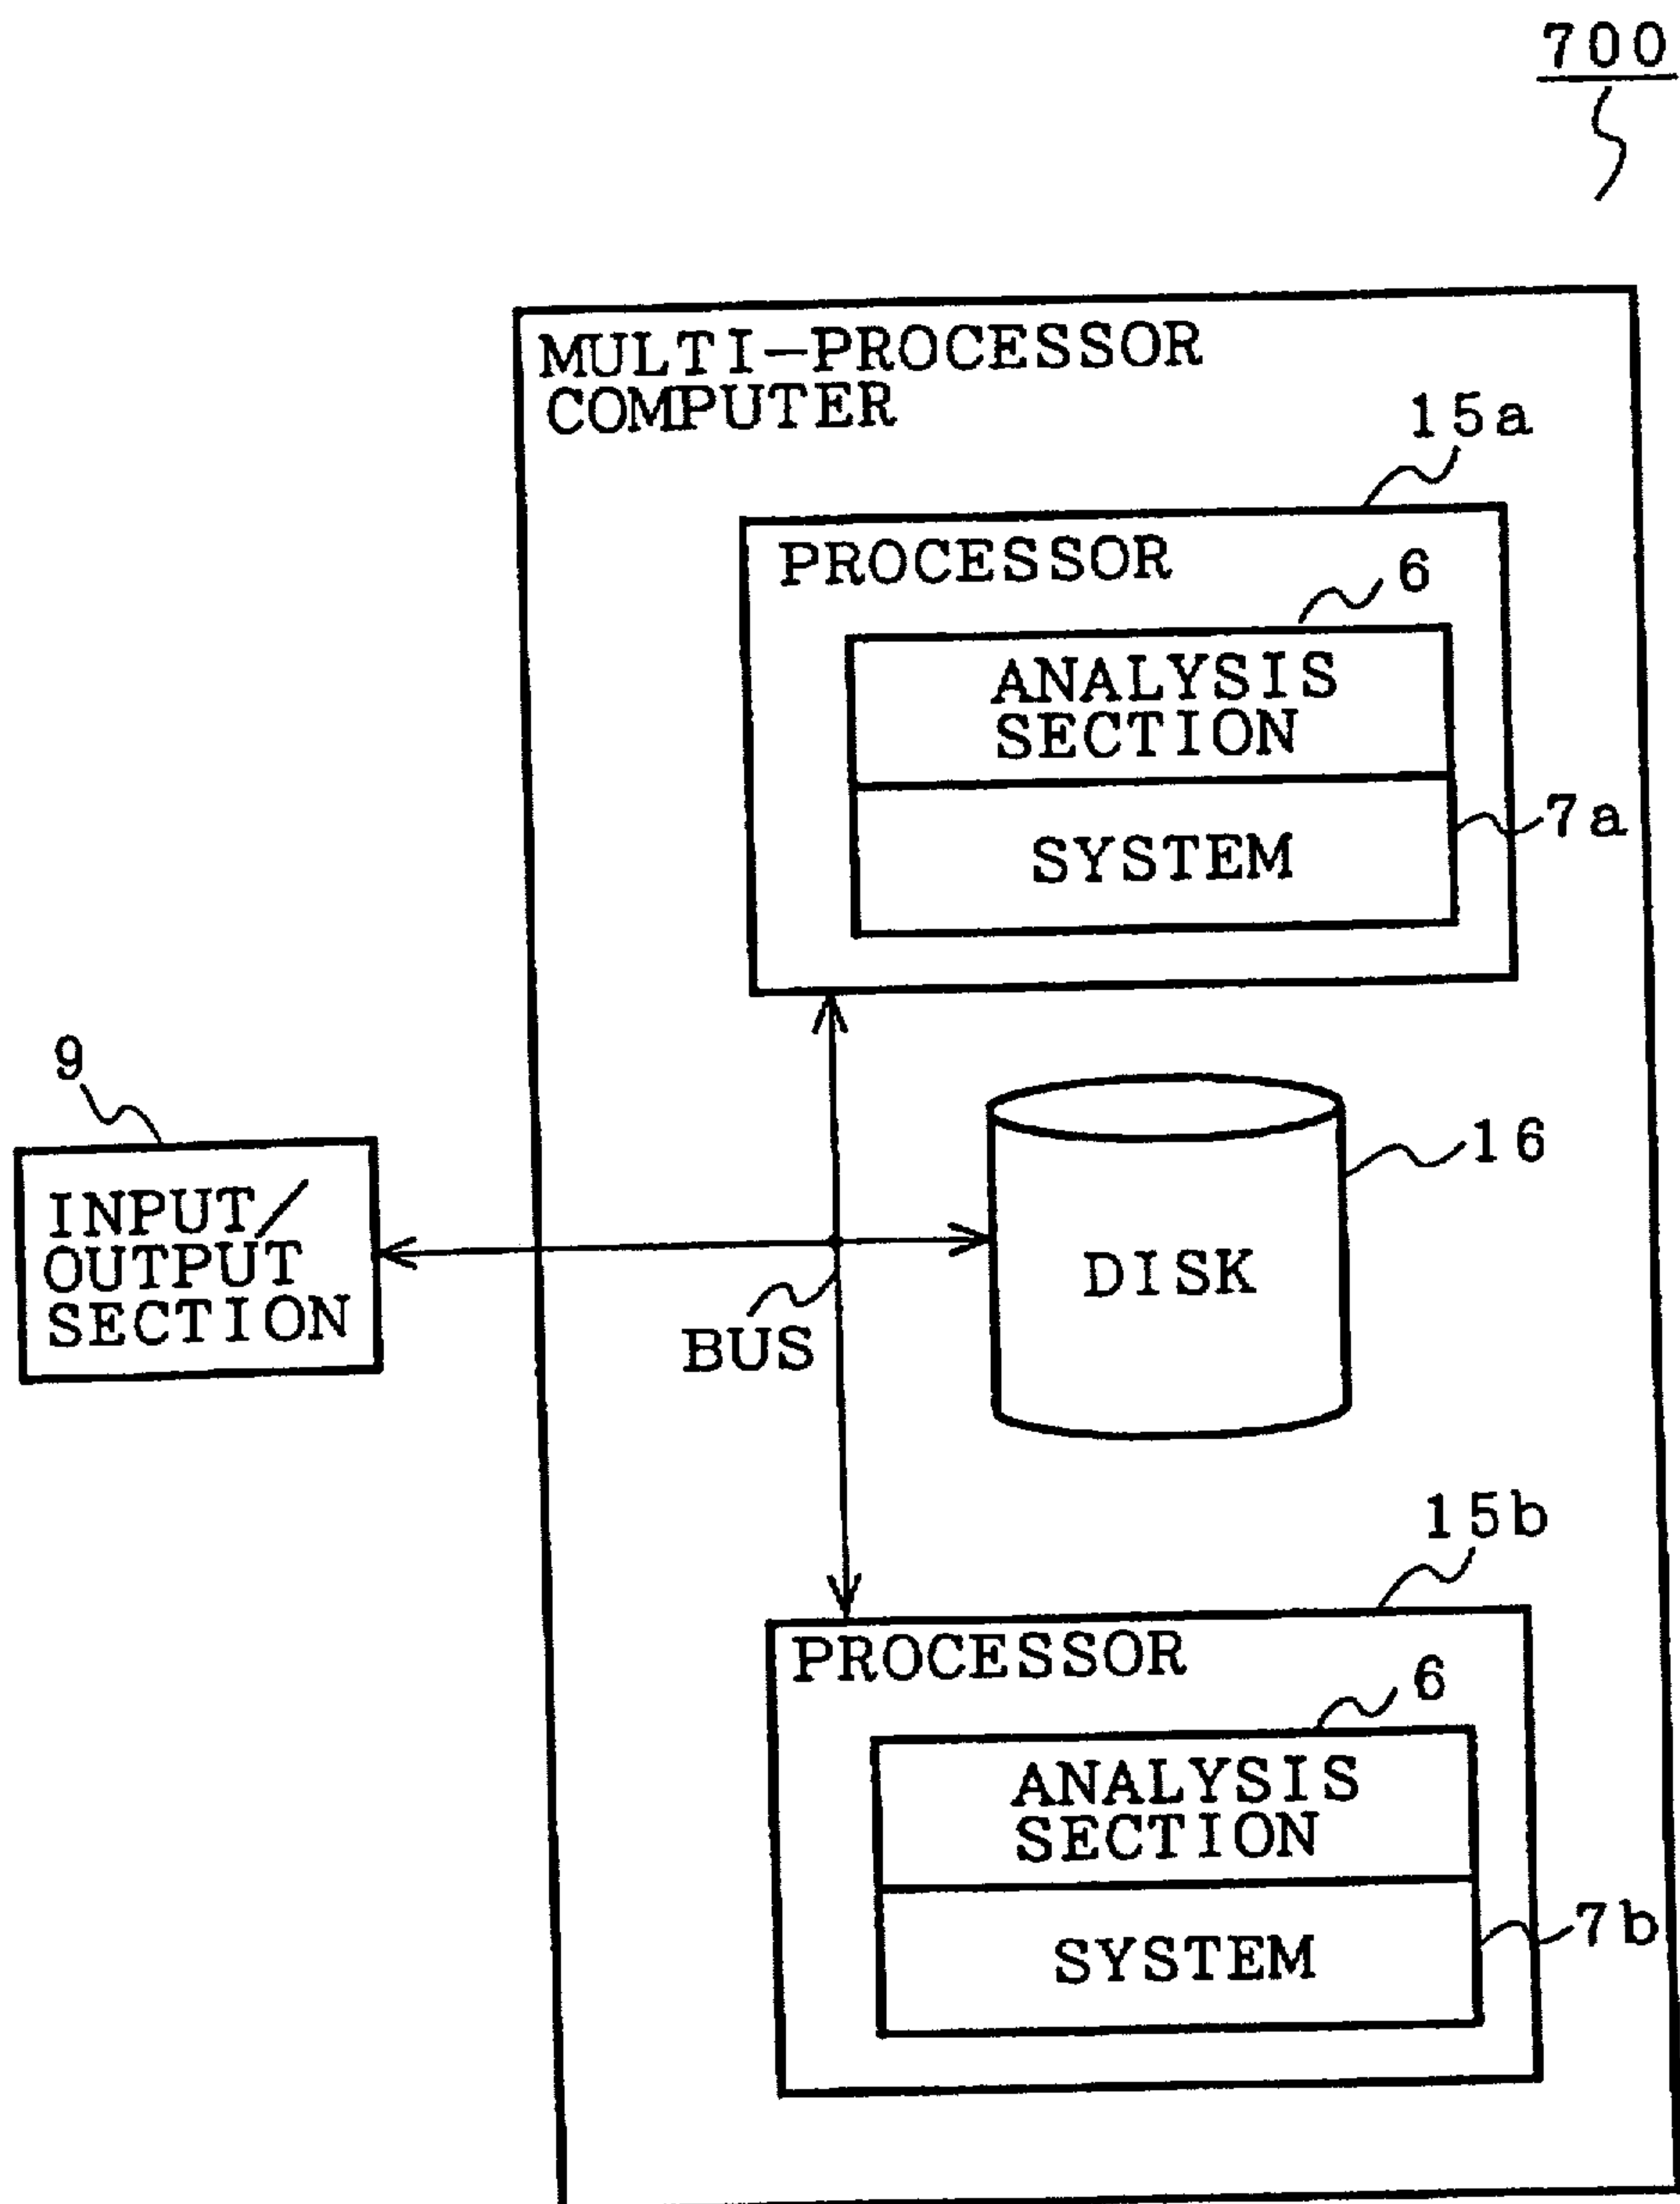 700
MULTI-PROCESSOR
COMPUTER
15a
PROCESSOR
6
ANALYSIS
SECTION
7a
SYSTEM
9
INPUT/
OUTPUT
SECTION
16
DISK
BUS
15b
PROCESSOR
6
ANALYSIS
SECTION
7b
SYSTEM